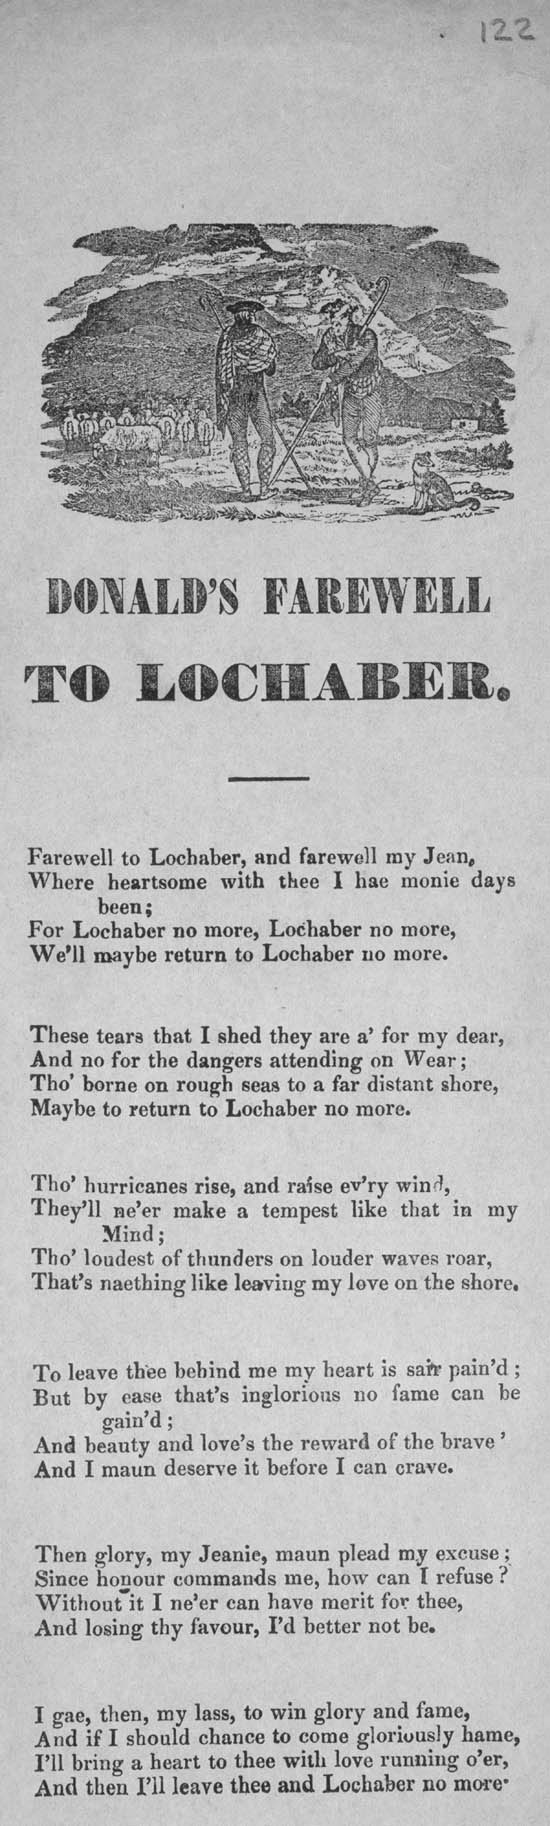 122
DONALD'S FAREWELL
TO LOCHABER.
Farewell to Lochaber, and farewell my Jean,
Where heartsome with thee I hae monie days
been;
For Lochaber no more, Lochaber no more,
We'll maybe return to Lochaber no more.
These tears that I shed they are a' for my dear,
And no for the dangers attending on Wear;
Tho' borne on rough seas to a far distant shore,
Maybe to return to Lochaber no more.
Tho' hurricanes rise, and raise ev'ry wind,
They'll ne'er make a tempest like that in my
Mind;
Tho' loudest of thunders on louder waves roar,
That's naething like leaving my love on the shore.
To leave thee behind me my heart is sair pain'd;
But by ease that's inglorious no fame can be
gain'd;
And beauty and love's the reward of the brave'
And I maun deserve it before I can crave.
Then glory, my Jeanie, maun plead my excuse;
Since honour commands me, how can I refuse?
Without it I ne'er can have merit for thee,
And losing thy favour, I'd better not be.
I gae, then, my lass, to win glory and fame,
And if I should chance to come gloriously hame,
I'll bring a heart to thee with love running o'er,
And then I'll leave thee and Lochaber no more·